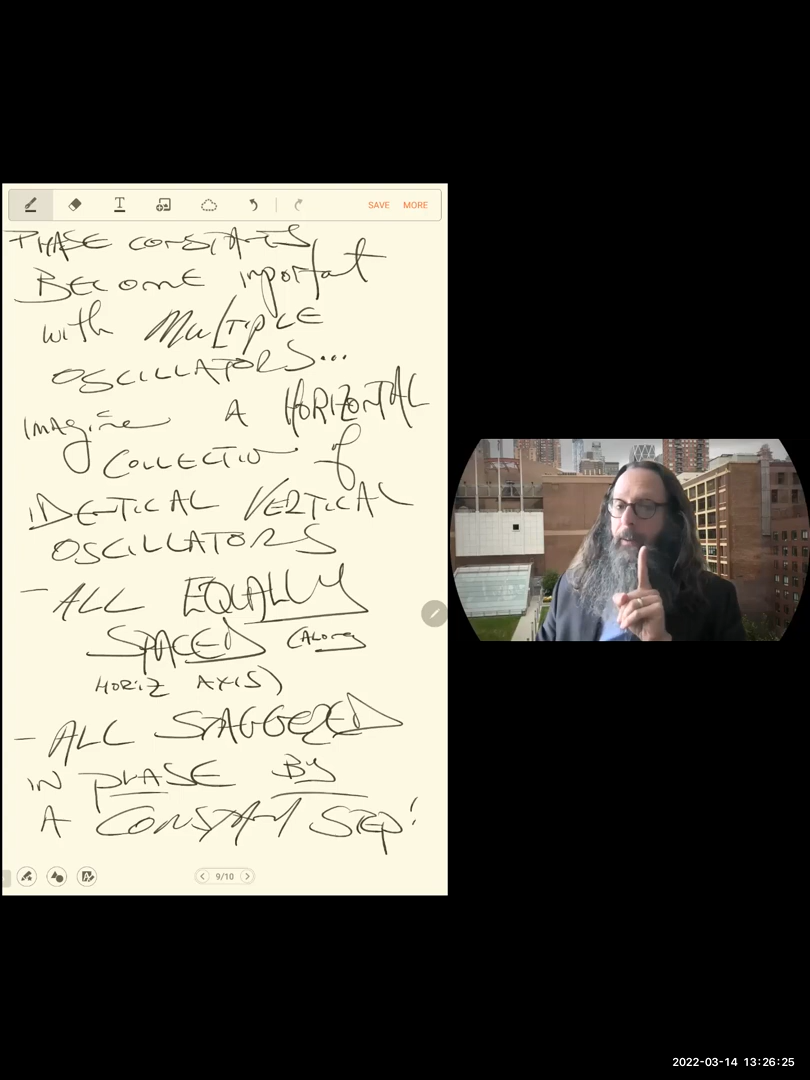 T
SAVE MORE
PHASE CONSTANTS
BECOME important
with MULTIPLE
OSCILLATORS...
IMAGINE A HORIZONTAL
COLLECTION of
IDENTICAL VERTICAL
OSCILLATORS
- ALL EQUALLY
SPACED (ALONG
HORIZ AXIS)
- ALL STAGGERED
IN PHASE BY
A CONSTANT STEP!
9/10
2022-03-14 13:26:25